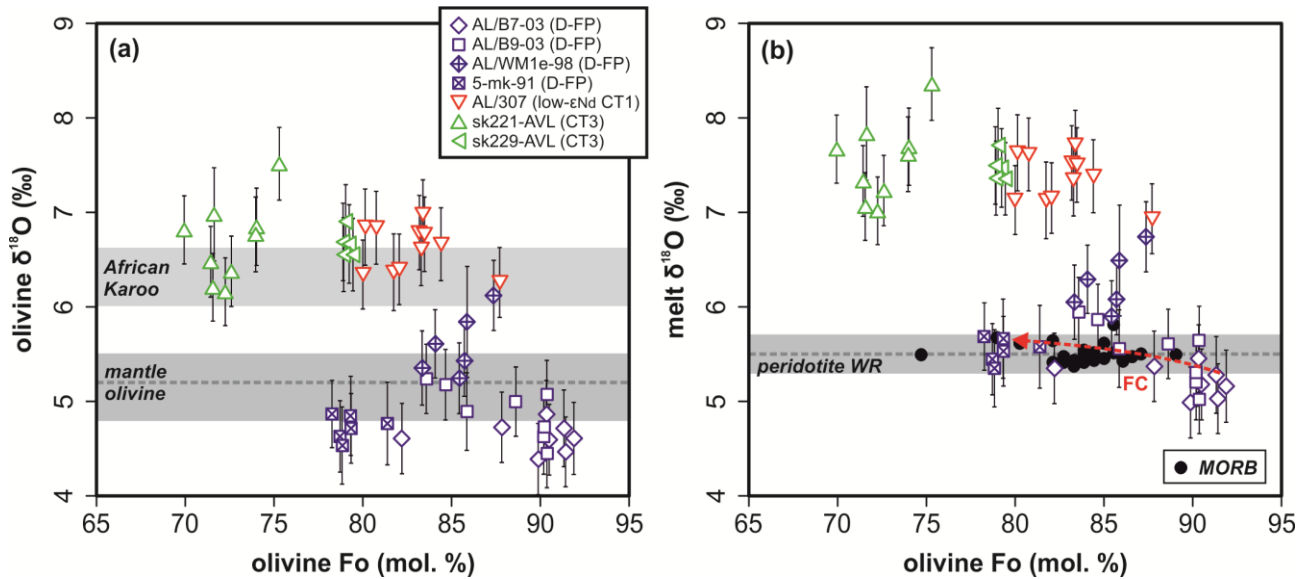 (a)
AL/B7-03 (D-FP)
AL/B9-03 (D-FP)
AL/WM1e-98 (D-FP)
5-mk-91 (D-FP)
AL/307 (low-εNd CT1)
sk221-AVL (CT3)
sk229-AVL (CT3)
olivine δ¹⁸O (‰)
9
8
7
6
5
4
African
Karoo
mantle
olivine
65 70 75 80 85 90 95
olivine Fo (mol. %)
(b)
melt δ¹⁸O (‰)
9
8
7
6
5
4
peridotite WR
FC
MORB
65 70 75 80 85 90 95
olivine Fo (mol. %)